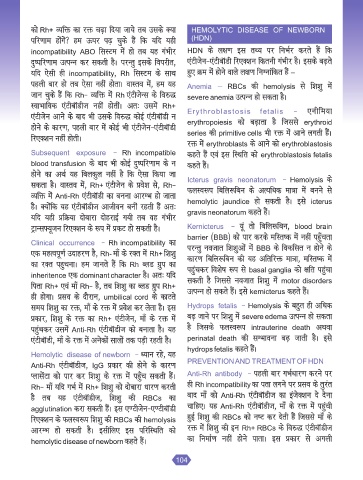 को Rh+ व्यक्ति का रक्त चढ़ा दिया जाये तब उसके क्या
परिणाम होंगे? हम ऊपर पढ़ चुके हैं कि यदि यही
incompatibility ABO सिस्टम में हो तब यह गंभीर
दुष्परिणाम उत्पन्न कर सकती है। परन्तु इसके विपरीत,
यदि ऐसी ही incompatibility, Rh सिस्टम के साथ
पहली बार हो तब ऐसा नहीं होता। वास्तव में, हम यह
जान चुके हैं कि Rh- व्यक्ति में Rh एंटीजेन्स के विरुद्ध
स्वाभाविक एंटीबॉडीज नहीं होतीं। अतः उसमें Rh+
एंटीजेन आने के बाद भी उसके विरुद्ध कोई एंटीबॉडी न
होने के कारण, पहली बार में कोई भी एंटीजेन-एंटीबॉडी
रिएक्शन नहीं होती।
Subsequent exposure – Rh incompatible
blood transfusion के बाद भी कोई दुष्परिणाम के न
होने का अर्थ यह बिलकुल नहीं है कि ऐसा किया जा
सकता है। वास्तव में, Rh+ एंटीजेन के प्रवेश से, Rh-
व्यक्ति में Anti-Rh एंटीबॉडी का बनना आरम्भ हो जाता
है। क्योंकि यह एंटीबॉडीज आजीवन बनी रहती हैं अतः
यदि यही प्रक्रिया दोबारा दोहराई गयी तब वह गंभीर
ट्रान्सफ्यूजन रिएक्शन के रूप में प्रकट हो सकती है।
Clinical occurrence – Rh incompatibility का
एक महत्वपूर्ण उदाहरण है, Rh- माँ के रक्त में Rh+ शिशु
का रक्त पहुंचना। हम जानते हैं कि Rh ब्लड ग्रुप का
inheritence एक dominant character है। अतः यदि
पिता Rh+ एवं माँ Rh- है, तब शिशु का ब्लड ग्रुप Rh+
ही होगा। प्रसव के दौरान, umbilical cord के काटते
समय शिशु का रक्त, माँ के रक्त में प्रवेश कर लेता है। इस
प्रकार, शिशु के रक्त का Rh+ एंटीजेन, माँ के रक्त में
पहुंचकर उसमें Anti-Rh एंटीबॉडीज को बनाता है। यह
एंटीबॉडी, माँ के रक्त में अनेकों सालों तक पड़ी रहती है।
Hemolytic disease of newborn – ध्यान रहे, यह
Anti-Rh एंटीबॉडीज, IgG प्रकार की होने के कारण
प्लासेंटा को पार कर शिशु के रक्त में पहुँच सकती हैं।
Rh- माँ यदि गर्भ में Rh+ शिशु को दोबारा धारण करती
है तब यह एंटीबॉडीज, शिशु की RBCs का
agglutination करा सकती हैं। इस एण्टीजेन-एण्टीबॉडी
रिएक्शन के फलस्वरूप शिशु की RBCs की hemolysis
आरम्भ हो सकती है। इसीलिए इस परिस्थिति को
hemolytic disease of newborn कहते हैं।
HEMOLYTIC DISEASE OF NEWBORN
(HDN)
HDN के लक्षण इस तथ्य पर निर्भर करते हैं कि
एंटीजेन-एंटीबॉडी रिएक्शन कितनी गंभीर है। इसके बढ़ते
हुए क्रम में होने वाले लक्षण निम्नांकित हैं –
Anemia – RBCs की hemolysis से शिशु में
severe anemia उत्पन्न हो सकता है।
Erythroblastosis fetalis – एनीमिया
erythropoiesis को बढ़ाता है जिससे erythroid
series की primitive cells भी रक्त में आने लगती हैं।
रक्त में erythroblasts के आने को erythroblastosis
कहते हैं एवं इस स्थिति को erythroblastosis fetalis
कहते हैं।
Icterus gravis neonatorum – Hemolysis के
फलस्वरूप बिलिरूबिन के अत्यधिक मात्रा में बनने से
hemolytic jaundice हो सकती है। इसे icterus
gravis neonatorum कहते हैं।
Kernicterus – यूं तो बिलिरूबिन, blood brain
barrier (BBB) को पार करके मस्तिष्क में नहीं पहुँचता
परन्तु नवजात शिशुओं में BBB के विकसित न होने के
कारण बिलिरूबिन की यह अतिरिक्त मात्रा, मस्तिष्क में
पहुंचकर विशेष रूप से basal ganglia को क्षति पहुंचा
सकती है जिससे नवजात शिशु में motor disorders
उत्पन्न हो सकते हैं। इसे kernicterus कहते हैं।
Hydrops fetalis – Hemolysis के बहुत ही अधिक
बढ़ जाने पर शिशु में severe edema उत्पन्न हो सकता
है जिसके फलस्वरूप intrauterine death अथवा
perinatal death की सम्भावना बढ़ जाती है। इसे
hydrops fetalis कहते हैं।
PREVENTION AND TREATMENT OF HDN
Anti-Rh antibody – पहली बार गर्भधारण करने पर
ही Rh incompatibility का पता लगने पर प्रसव के तुरंत
बाद माँ को Anti-Rh एंटीबॉडीज का इंजेक्शन दे देना
चाहिए। यह Anti-Rh एंटीबॉडीज, माँ के रक्त में पहुंची
हुई शिशु की RBCs को नष्ट कर देती हैं जिससे माँ के
रक्त में शिशु की इन Rh+ RBCs के विरुद्ध एंटीबॉडीज
का निर्माण नहीं होने पाता। इस प्रकार से अगली
104